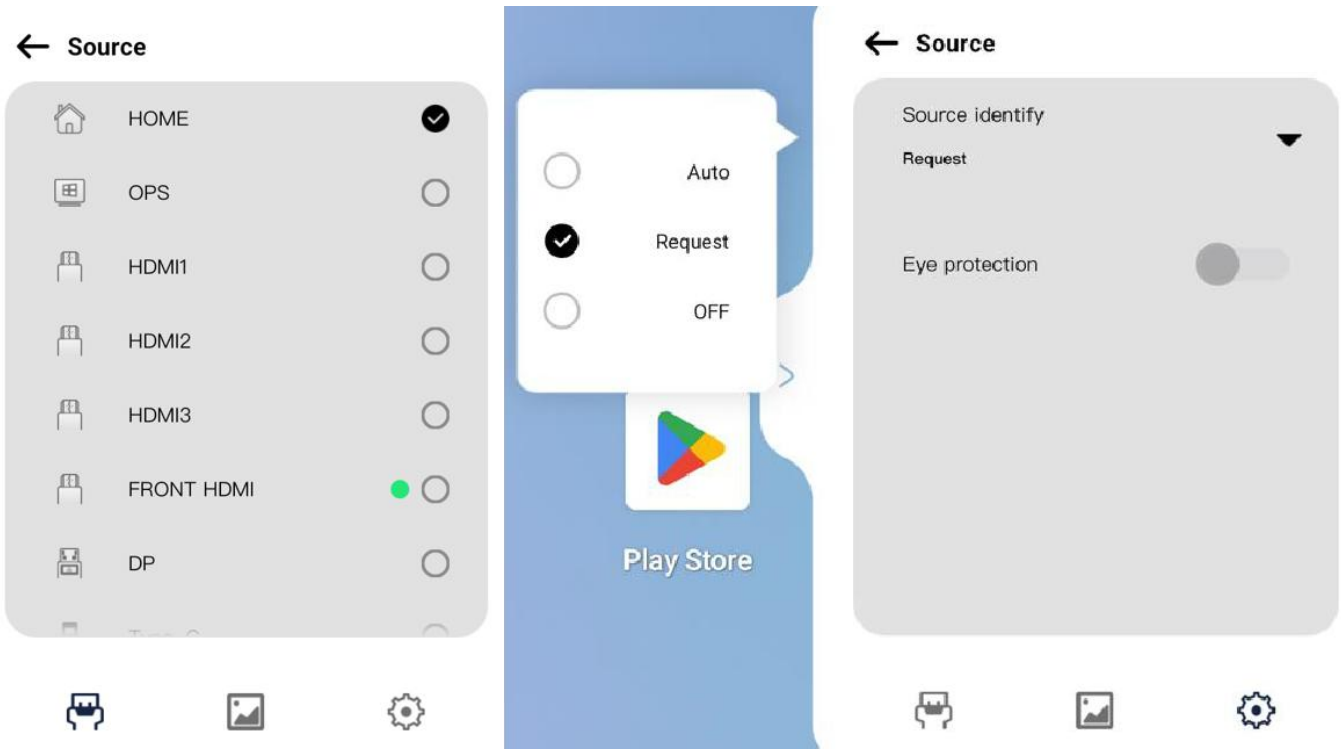 Source
HOME
OPS
HDMI1
HDMI2
HDMI3
FRONT HDMI
DP
Auto
Request
OFF
Play Store
Source
Source identify
Request
Eye protection